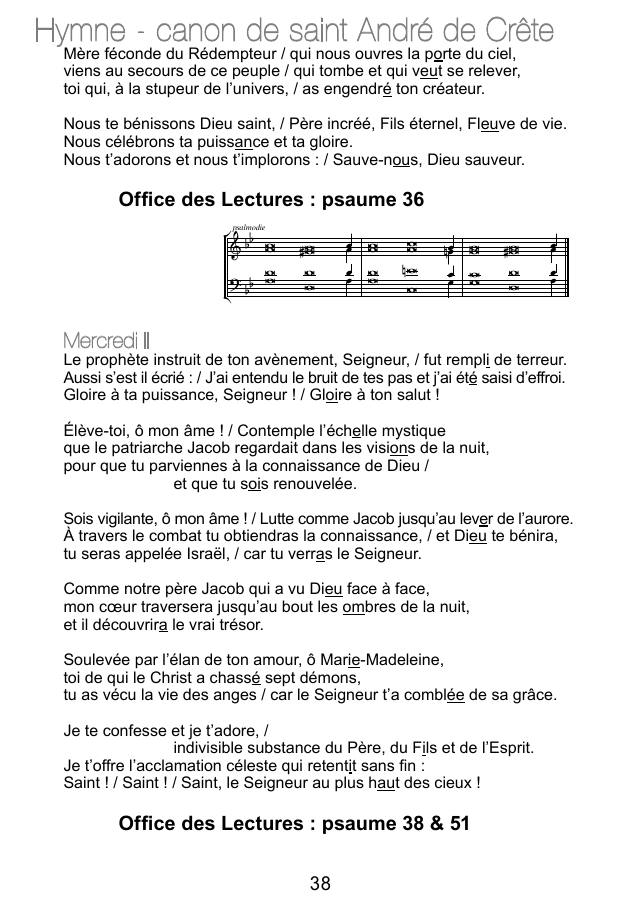 Hymne - canon de saint André de Crête
Mère féconde du Rédempteur / qui nous ouvres la porte du ciel,
viens au secours de ce peuple / qui tombe et qui veut se relever,
toi qui, à la stupeur de l'univers, / as engendré ton créateur.
Nous te bénissons Dieu saint, / Père incréé, Fils éternel, Fleuve de vie.
Nous célébrons ta puissance et ta gloire.
Nous t'adorons et nous t'implorons : / Sauve-nous, Dieu sauveur.
Office des Lectures : psaume 36
psalmodie
Mercredi II
Le prophète instruit de ton avènement, Seigneur, / fut rempli de terreur.
Aussi s'est il écrié : / J'ai entendu le bruit de tes pas et j'ai été saisi d'effroi.
Gloire à ta puissance, Seigneur ! / Gloire à ton salut !
Élève-toi, ô mon âme ! / Contemple l'échelle mystique
que le patriarche Jacob regardait dans les visions de la nuit,
pour que tu parviennes à la connaissance de Dieu /
et que tu sois renouvelée.
Sois vigilante, ô mon âme ! / Lutte comme Jacob jusqu'au lever de l'aurore.
À travers le combat tu obtiendras la connaissance, / et Dieu te bénira,
tu seras appelée Israël, / car tu verras le Seigneur.
Comme notre père Jacob qui a vu Dieu face à face,
mon cœur traversera jusqu'au bout les ombres de la nuit,
et il découvrira le vrai trésor.
Soulevée par l'élan de ton amour, ô Marie-Madeleine,
toi de qui le Christ a chassé sept démons,
tu as vécu la vie des anges / car le Seigneur t'a comblée de sa grâce.
Je te confesse et je t'adore, /
indivisible substance du Père, du Fils et de l'Esprit.
Je t'offre l'acclamation céleste qui retentit sans fin :
Saint ! / Saint ! / Saint, le Seigneur au plus haut des cieux !
Office des Lectures : psaume 38 & 51
38